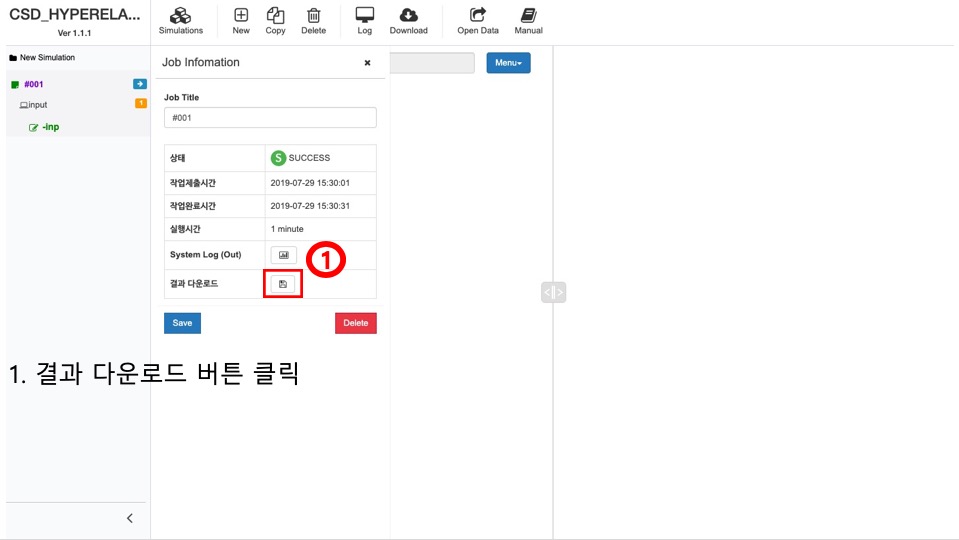 CSD_HYPERELA...
Ver 1.1.1
Simulations
New
Copy
Delete
Log
Download
Open Data
Manual
New Simulation
#001
input
1
-inp
Job Infomation
Menu
Job Title
#001
상태
S SUCCESS
작업제출시간
2019-07-29 15:30:01
작업완료시간
2019-07-29 15:30:31
실행시간
1 minute
System Log (Out)
1
결과 다운로드
Save
Delete
1. 결과 다운로드 버튼 클릭